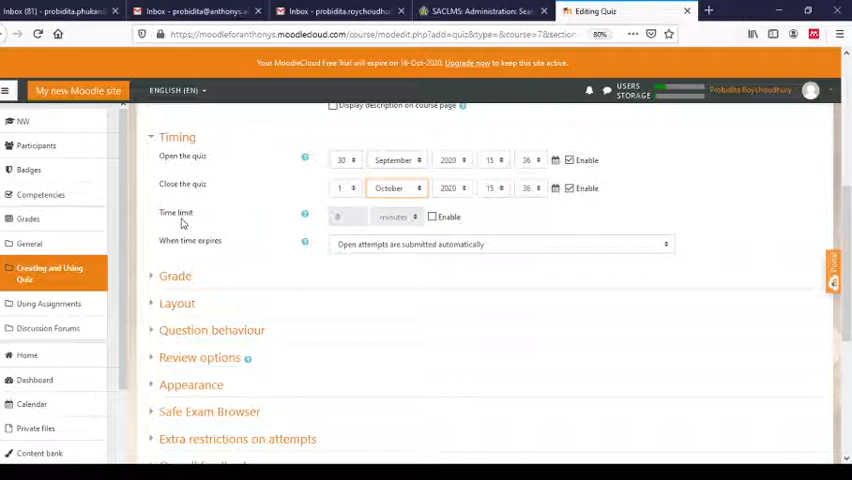 Inbox (81) - probidita.phukan
Inbox - probidita@anthonys.
Inbox - probidita.roychoudhur
SACLMS: Administration: Sear
Editing Quiz
https://moodleforanthonys.moodlecloud.com/course/modedit.php?add=quiz&type=&course=7&section
80%
Your MoodleCloud Free Trial will expire on 16-Oct-2020. Upgrade now to keep this site active.
My new Moodle site
ENGLISH (EN)
USERS
STORAGE
Probidita Roychoudhury
Display description on course page
NW
Participants
Badges
Competencies
Grades
General
Creating and Using
Quiz
Using Assignments
Discussion Forums
Home
Dashboard
Calendar
Private files
Content bank
Timing
Open the quiz
30 September 2020 15 36 Enable
Close the quiz
1 October 2020 15 36 Enable
Time limit
0 minutes Enable
When time expires
Open attempts are submitted automatically
Grade
Layout
Question behaviour
Review options
Appearance
Safe Exam Browser
Extra restrictions on attempts
Portal